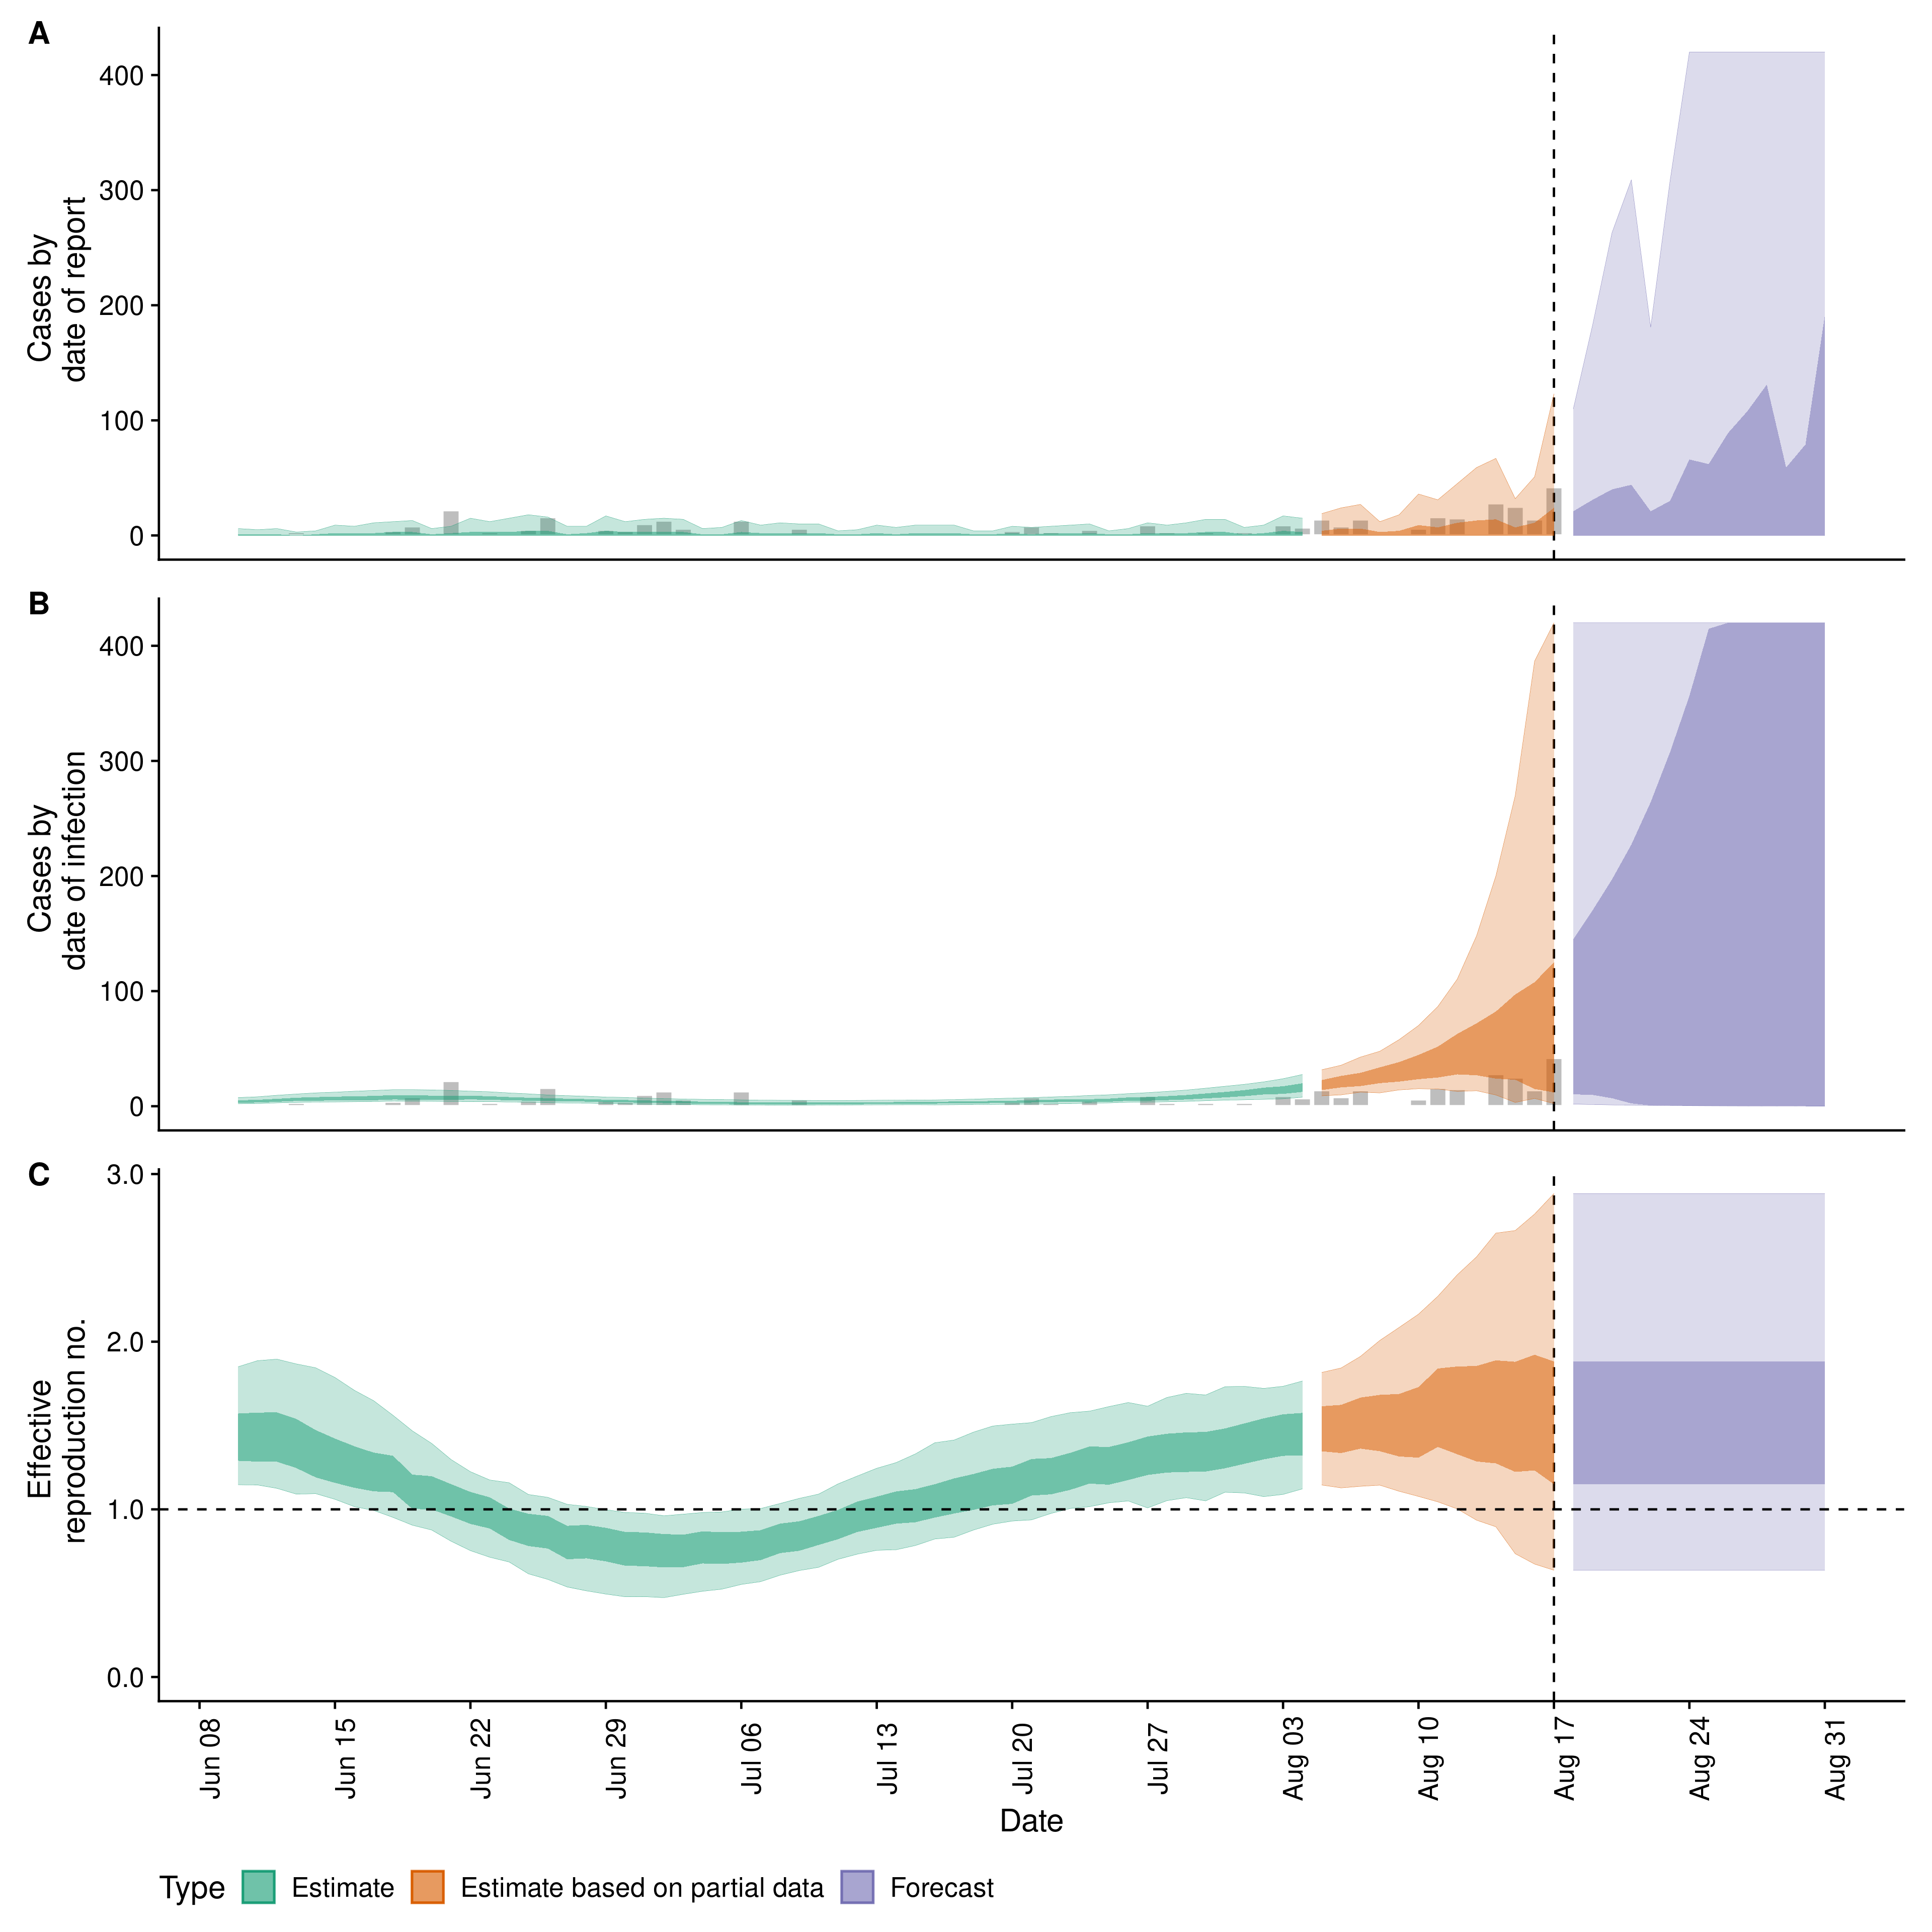 A
Cases by
date of report
400
300
200
100
0
B
Cases by
date of infection
400
300
200
100
0
C
Effective
reproduction no.
3.0
2.0
1.0
0.0
Jun 08
Jun 15
Jun 22
Jun 29
Jul 06
Jul 13
Jul 20
Jul 27
Aug 03
Aug 10
Aug 17
Aug 24
Aug 31
Date
Type Estimate Estimate based on partial data Forecast